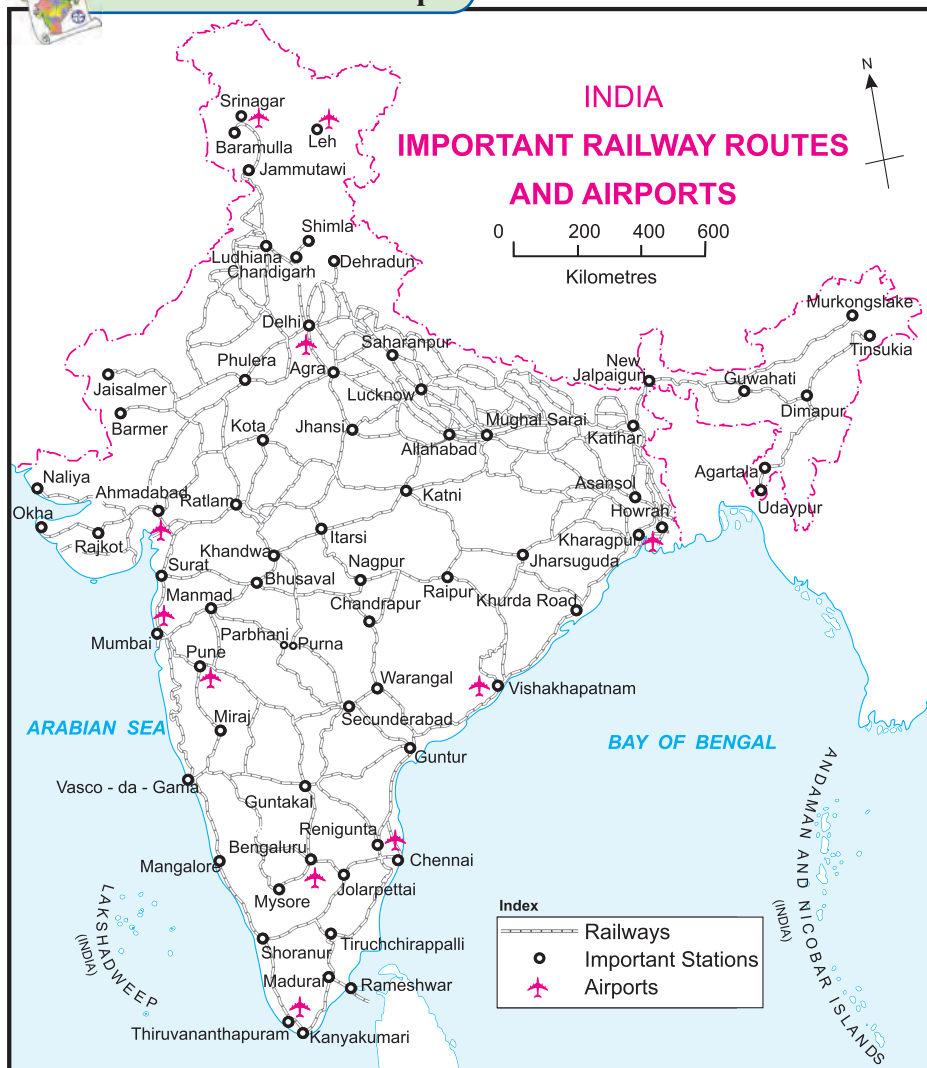 INDIA
IMPORTANT RAILWAY ROUTES
AND AIRPORTS
N
0 200 400 600
Kilometres
Srinagar
Baramulla
Leh
Jammutawi
Shimla
Ludhiana
Chandigarh
Dehradun
Delhi
Saharanpur
Phulera
Agra
Jaisalmer
Lucknow
Barmer
Kota
Jhansi
Allahabad
Mughal Sarai
New
Jalpaiguri
Katihar
Guwahati
Murkongslake
Tinsukia
Dimapur
Agartala
Udaypur
Naliya
Okha
Ahmadabad
Ratlam
Katni
Asansol
Howrah
Rajkot
Itarsi
Kharagpur
Khandwa
Jharsuguda
Surat
Bhusaval
Nagpur
Raipur
Manmad
Chandrapur
Khurda Road
Mumbai
Parbhani
Purna
Pune
Warangal
Vishakhapatnam
Secunderabad
Miraj
Guntur
ARABIAN SEA
BAY OF BENGAL
Vasco - da - Gama
Guntakal
Renigunta
Bengaluru
Chennai
Mangalore
Mysore
Jolarpettai
Shoranur
Tiruchchirappalli
Madurai
Rameshwar
Thiruvananthapuram
Kanyakumari
LAKSHADWEEP
(INDIA)
ANDAMAN AND NICOBAR ISLANDS
(INDIA)
Index
Railways
Important Stations
Airports